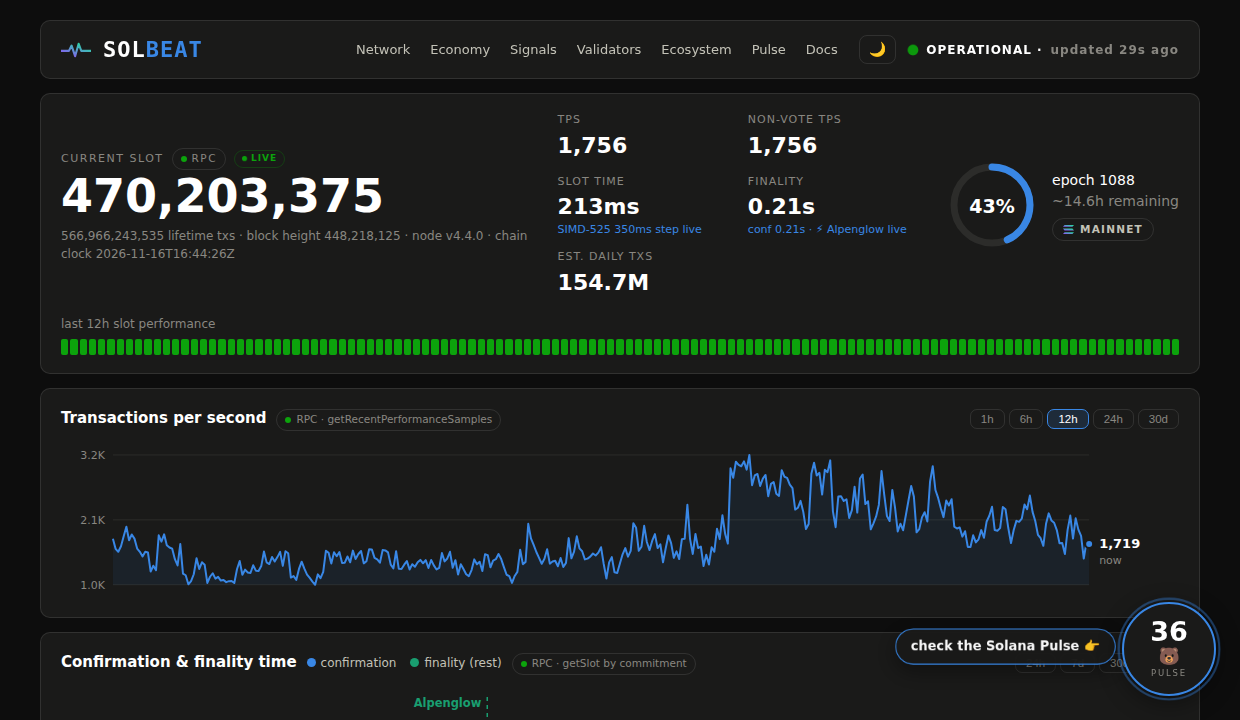 SOLBEAT
Network Economy Signals Validators Ecosystem Pulse Docs 🌙 OPERATIONAL · updated 29s ago
CURRENT SLOT RPC LIVE
470,203,375
566,966,243,535 lifetime txs · block height 448,218,125 · node v4.4.0 · chain
clock 2026-11-16T16:44:26Z
TPS
1,756
NON-VOTE TPS
1,756
SLOT TIME
213ms
SIMD-525 350ms step live
FINALITY
0.21s
conf 0.21s · ⚡ Alpenglow live
EST. DAILY TXS
154.7M
43%
epoch 1088
~14.6h remaining
MAINNET
last 12h slot performance
Transactions per second RPC · getRecentPerformanceSamples
1h 6h 12h 24h 30d
3.2K
2.1K
1.0K
1,719
now
Confirmation & finality time confirmation finality (rest) RPC · getSlot by commitment
Alpenglow
check the Solana Pulse 👉
36
🐻
PULSE